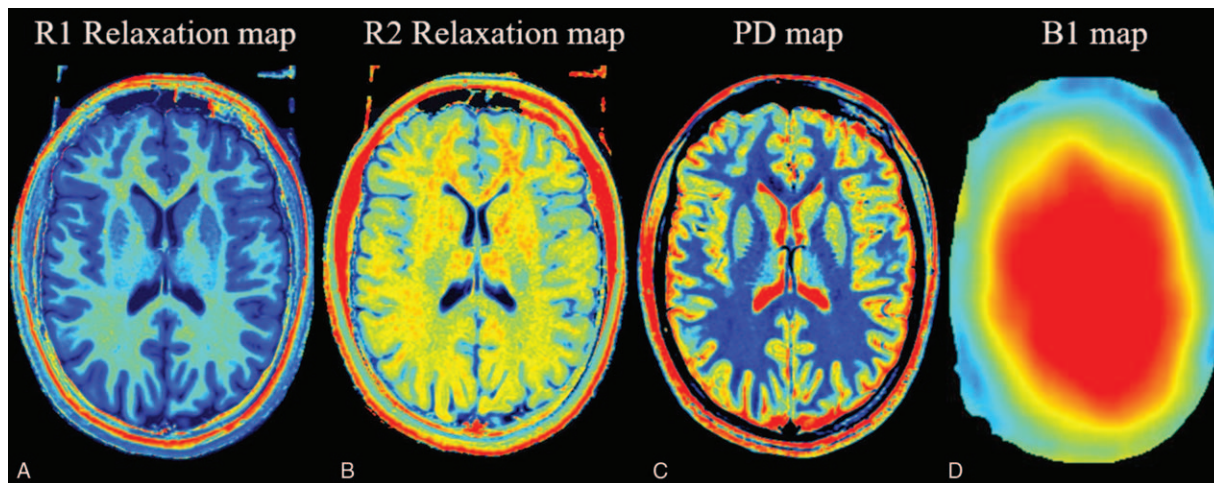 R1 Relaxation map
R2 Relaxation map
PD map
B1 map
A
B
C
D